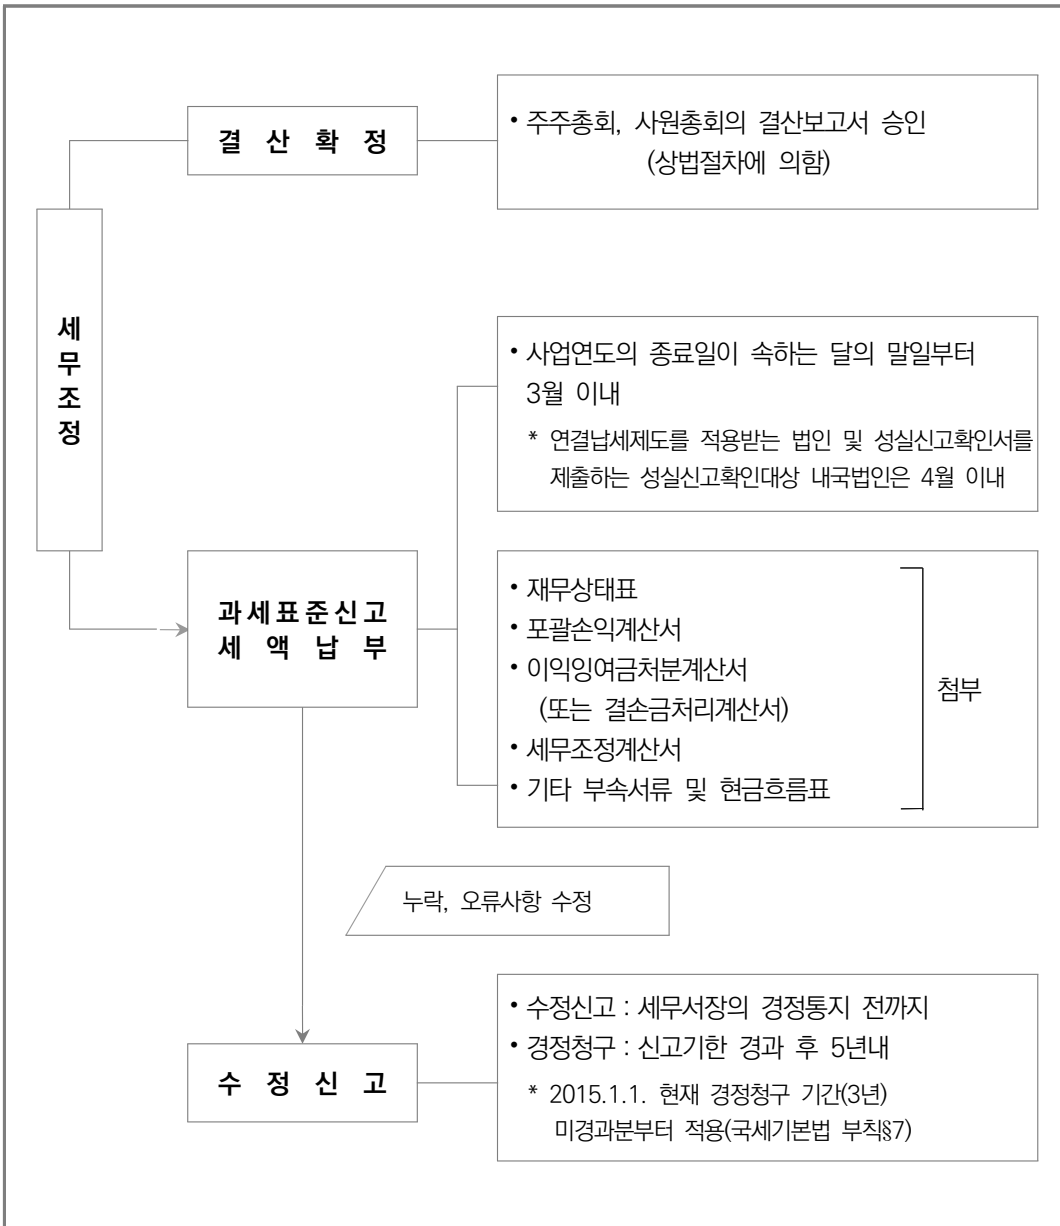 결 산 확 정
• 주주총회, 사원총회의 결산보고서 승인
(상법절차에 의함)
세
무
조
정
• 사업연도의 종료일이 속하는 달의 말일부터
3월 이내
* 연결납세제도를 적용받는 법인 및 성실신고확인서를
제출하는 성실신고확인대상 내국법인은 4월 이내
과세표준신고
세 액 납 부
• 재무상태표
• 포괄손익계산서
• 이익잉여금처분계산서
(또는 결손금처리계산서)
• 세무조정계산서
• 기타 부속서류 및 현금흐름표
첨부
누락, 오류사항 수정
수 정 신 고
• 수정신고 : 세무서장의 경정통지 전까지
• 경정청구 : 신고기한 경과 후 5년내
* 2015.1.1. 현재 경정청구 기간(3년)
미경과분부터 적용(국세기본법 부칙§7)